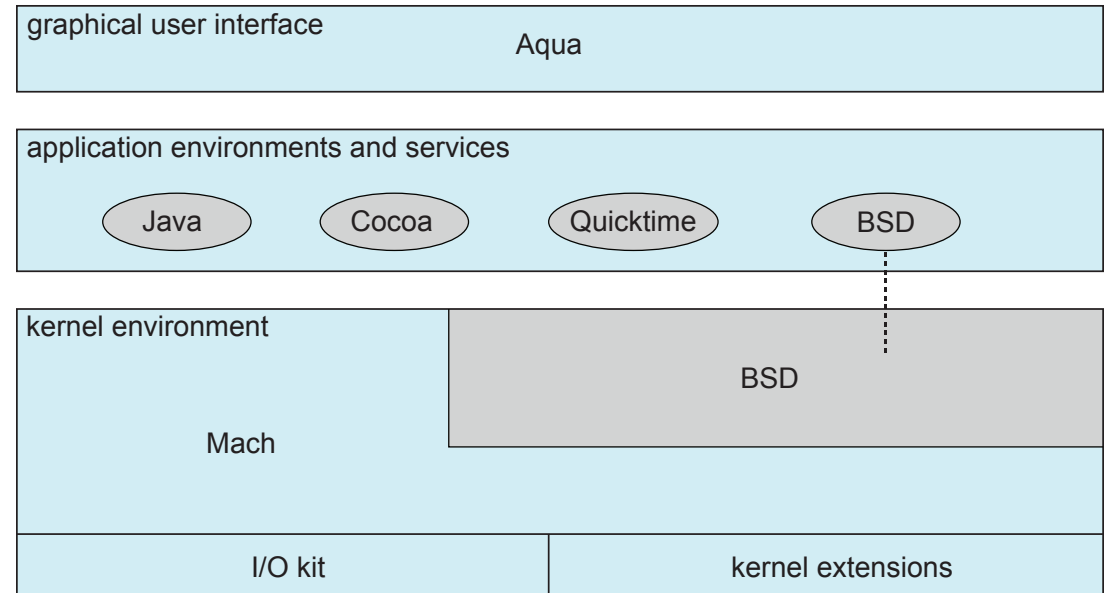 graphical user interface
Aqua
application environments and services
Java
Cocoa
Quicktime
BSD
kernel environment
BSD
Mach
I/O kit
kernel extensions